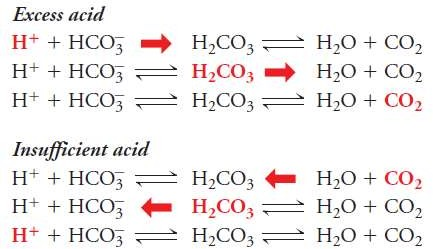 Excess acid
H⁺ + HCO₃⁻ ➡ H₂CO₃ ⇌ H₂O + CO₂
H⁺ + HCO₃⁻ ⇌ H₂CO₃ ➡ H₂O + CO₂
H⁺ + HCO₃⁻ ⇌ H₂CO₃ ⇌ H₂O + CO₂
Insufficient acid
H⁺ + HCO₃⁻ ⇌ H₂CO₃ ⬅ H₂O + CO₂
H⁺ + HCO₃⁻ ⬅ H₂CO₃ ⇌ H₂O + CO₂
H⁺ + HCO₃⁻ ⇌ H₂CO₃ ⇌ H₂O + CO₂